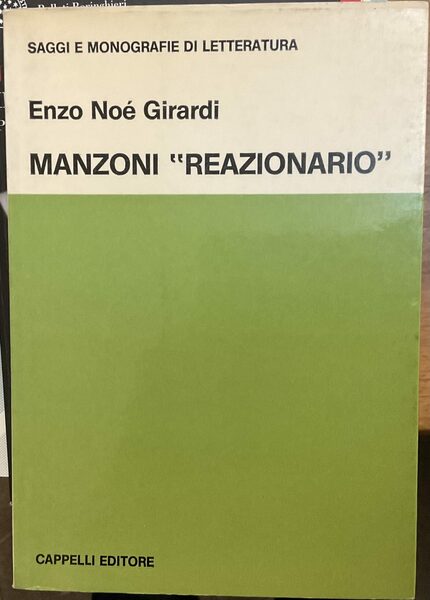 SAGGI E MONOGRAFIE DI LETTERATURA
Enzo Noé Girardi
MANZONI “REAZIONARIO”
CAPPELLI EDITORE